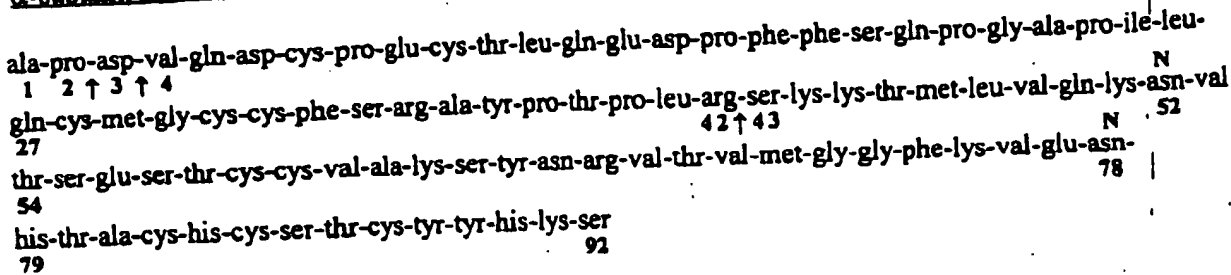 ala-pro-asp-val-gln-asp-cys-pro-glu-cys-thr-leu-gln-glu-asp-pro-phe-phe-ser-gln-pro-gly-ala-pro-ile-leu-
1 2 ↑ 3 ↑ 4
N
gln-cys-met-gly-cys-cys-phe-ser-arg-ala-tyr-pro-thr-pro-leu-arg-ser-lys-lys-thr-met-leu-val-gln-lys-asn-val
27 42↑43 52
N
thr-ser-glu-ser-thr-cys-cys-val-ala-lys-ser-tyr-asn-arg-val-thr-val-met-gly-gly-phe-lys-val-glu-asn-
54 78
his-thr-ala-cys-his-cys-ser-thr-cys-tyr-tyr-his-lys-ser
79 92